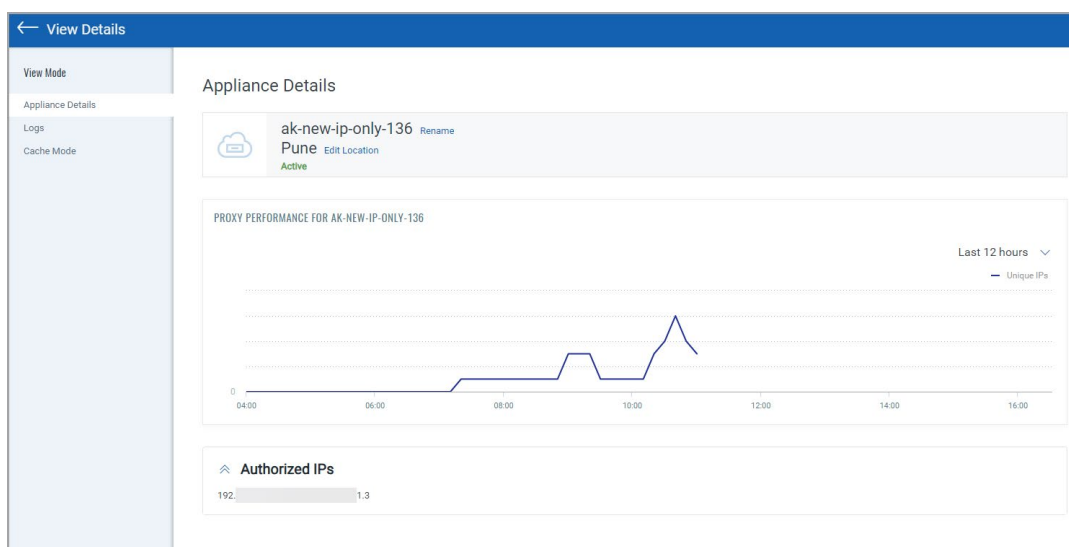 View Details
View Mode
Appliance Details
Logs
Cache Mode
Appliance Details
ak-new-ip-only-136 Rename
Pune Edit Location
Active
PROXY PERFORMANCE FOR AK-NEW-IP-ONLY-136
Last 12 hours
Unique IPs
0
04:00 06:00 08:00 10:00 12:00 14:00 16:00
Authorized IPs
192. 1.3